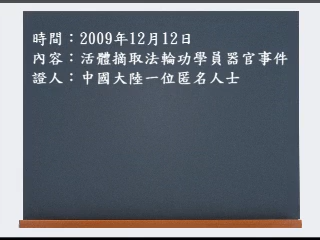 時間：2009年12月12日
內容：活體摘取法輪功學員器官事件
證人：中國大陸一位匿名人士